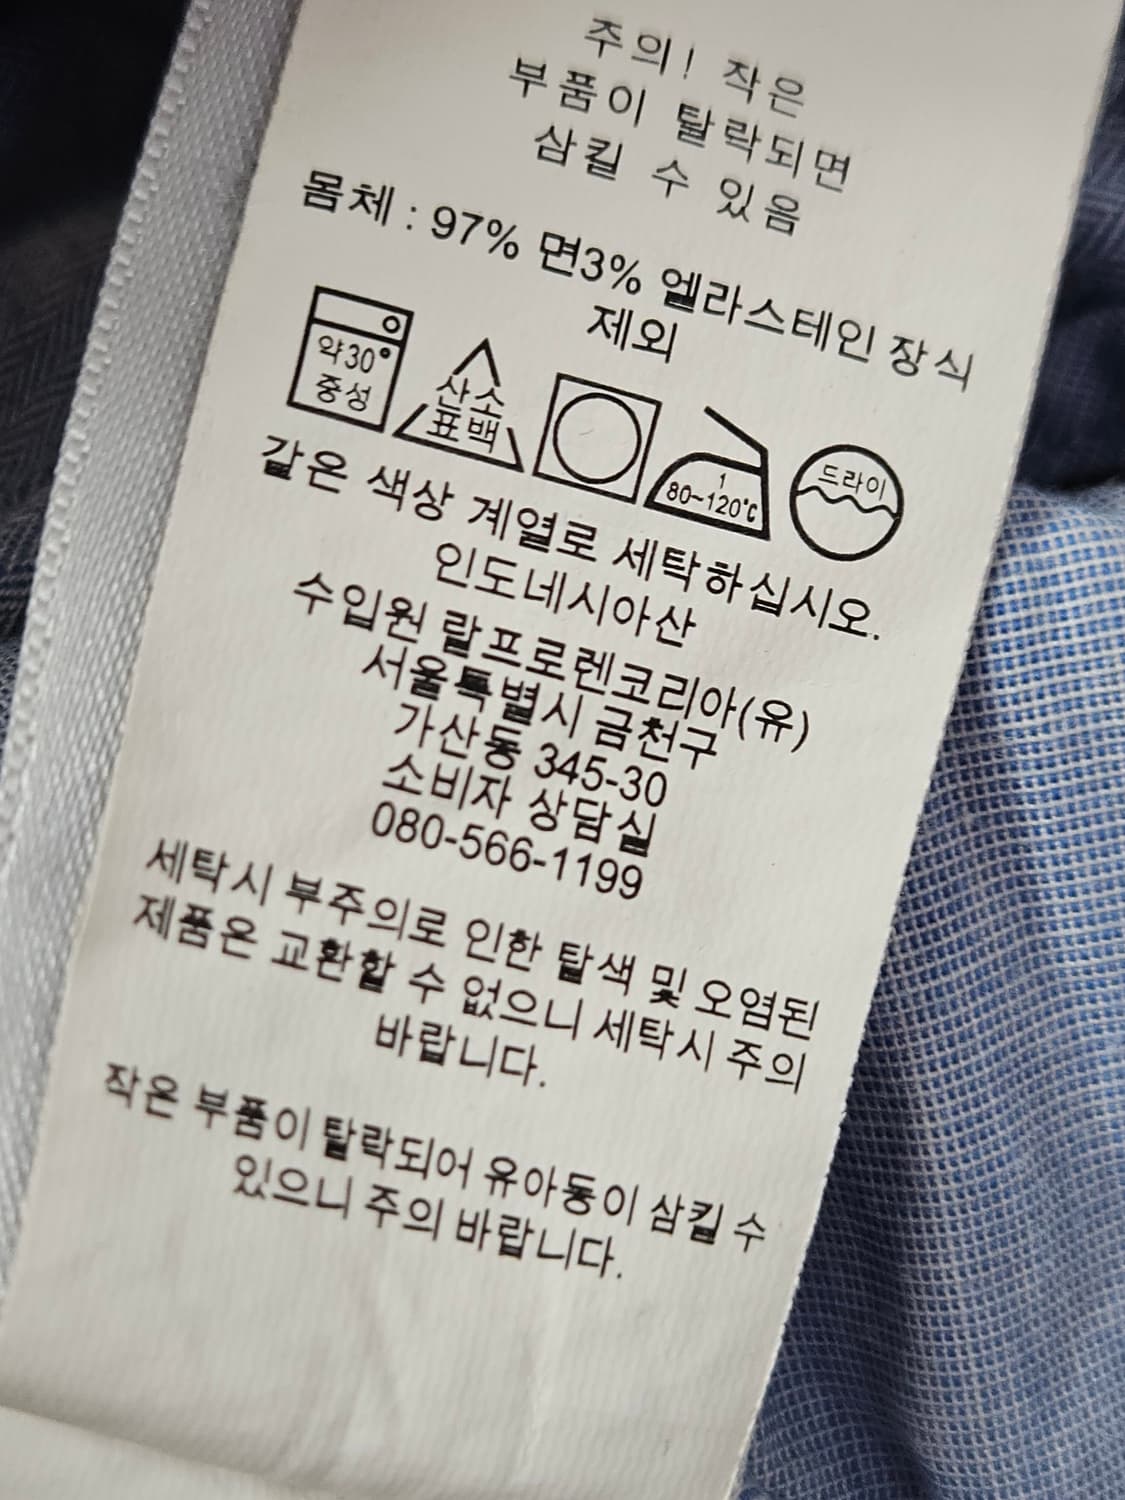 주의! 작은
부품이 탈락되면
삼킬 수 있음
몸체 : 97% 면3% 엘라스테인 장식
제외
약30°
중성
산소
표백
1
80~120℃
드라이
같은 색상 계열로 세탁하십시오.
인도네시아산
수입원 랄프로렌코리아(유)
서울특별시 금천구
가산동 345-30
소비자 상담실
080-566-1199
세탁시 부주의로 인한 탈색 및 오염된
제품은 교환할 수 없으니 세탁시 주의
바랍니다.
작은 부품이 탈락되어 유아동이 삼킬 수
있으니 주의 바랍니다.